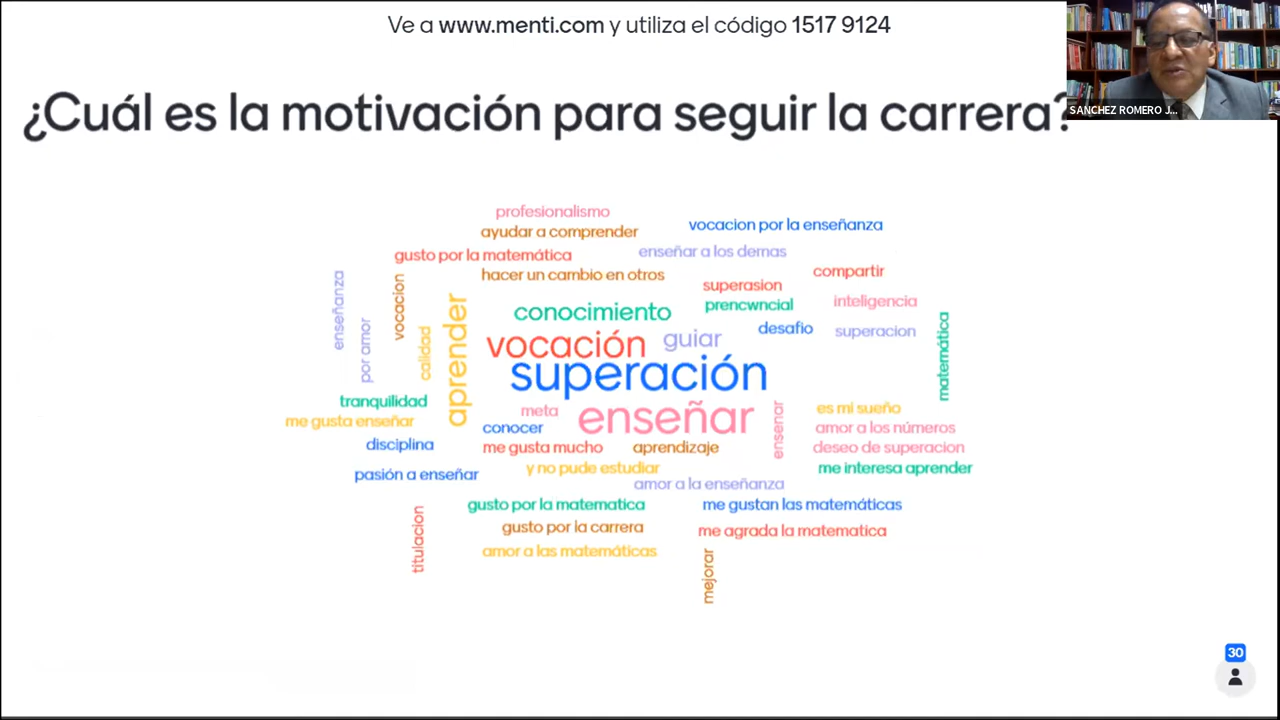 Ve a www.menti.com y utiliza el código 1517 9124
SANCHEZ ROMERO J...
¿Cuál es la motivación para seguir la carrera?
profesionalismo
vocacion por la enseñanza
ayudar a comprender
gusto por la matemática
enseñar a los demas
hacer un cambio en otros
compartir
superasion
enseñanza
vocacion
aprender
prencwncial
inteligencia
conocimiento
desafio
superacion
matemática
por amor
calidad
vocación
guiar
superación
tranquilidad
meta
enseñar
ensenar
es mi sueño
me gusta enseñar
conocer
amor a los números
disciplina
me gusta mucho
aprendizaje
deseo de superacion
pasión a enseñar
y no pude estudiar
me interesa aprender
amor a la enseñanza
gusto por la matematica
me gustan las matemáticas
titulacion
gusto por la carrera
me agrada la matematica
amor a las matemáticas
mejorar
30